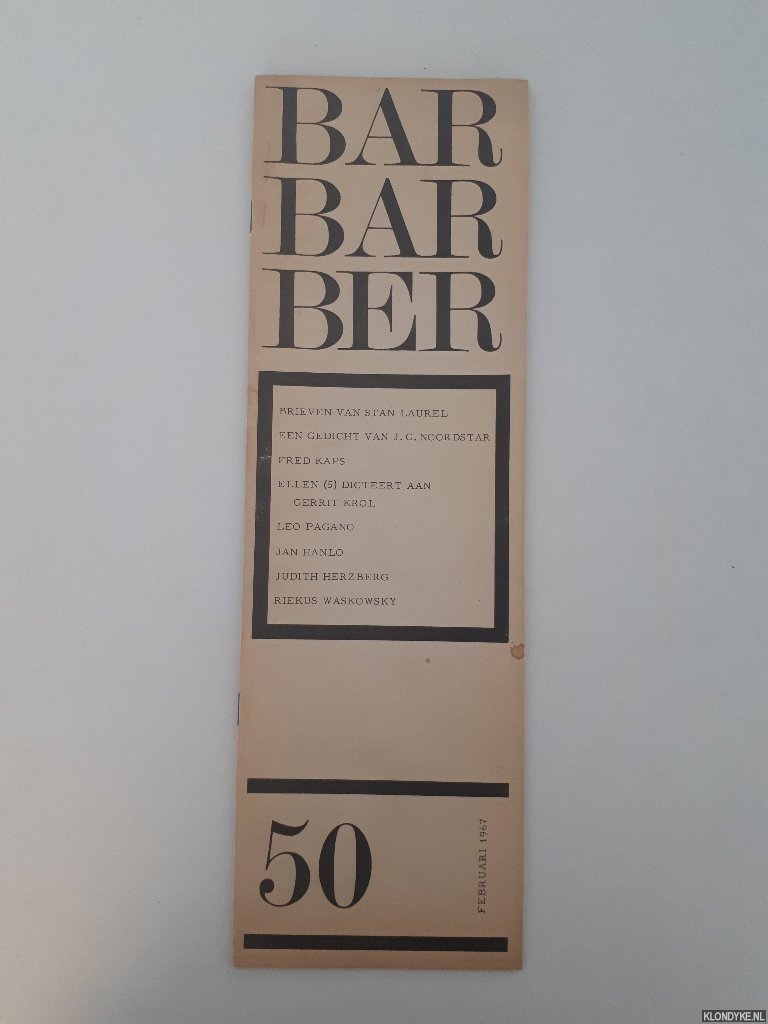 BAR
BAR
BER
BRIEVEN VAN STAN LAUREL
EEN GEDICHT VAN J. C. NOORDSTAR
FRED KAPS
ELLEN (5) DICTEERT AAN
GERRIT KROL
LEO PAGANO
JAN HANLO
JUDITH HERZBERG
RIEKUS WASKOWSKY
50
FEBRUARI 1967
KLONDYKE.NL